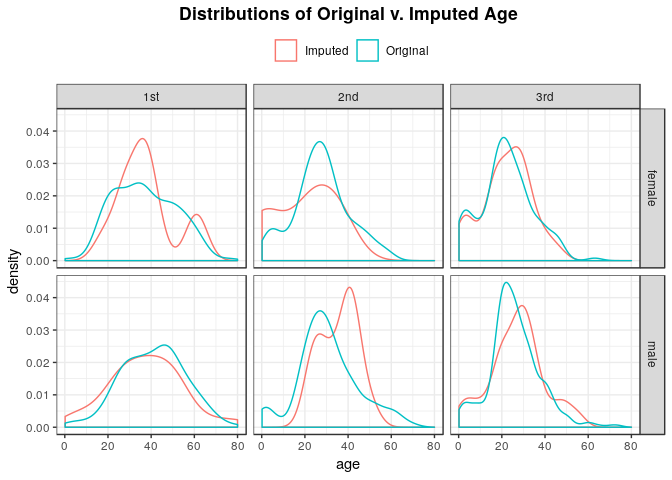 Distributions of Original v. Imputed Age
Imputed Original
1st 2nd 3rd
0.04
0.03
0.02
0.01
0.00
female
0.04
0.03
0.02
0.01
0.00
male
density
0 20 40 60 80 0 20 40 60 80 0 20 40 60 80
age